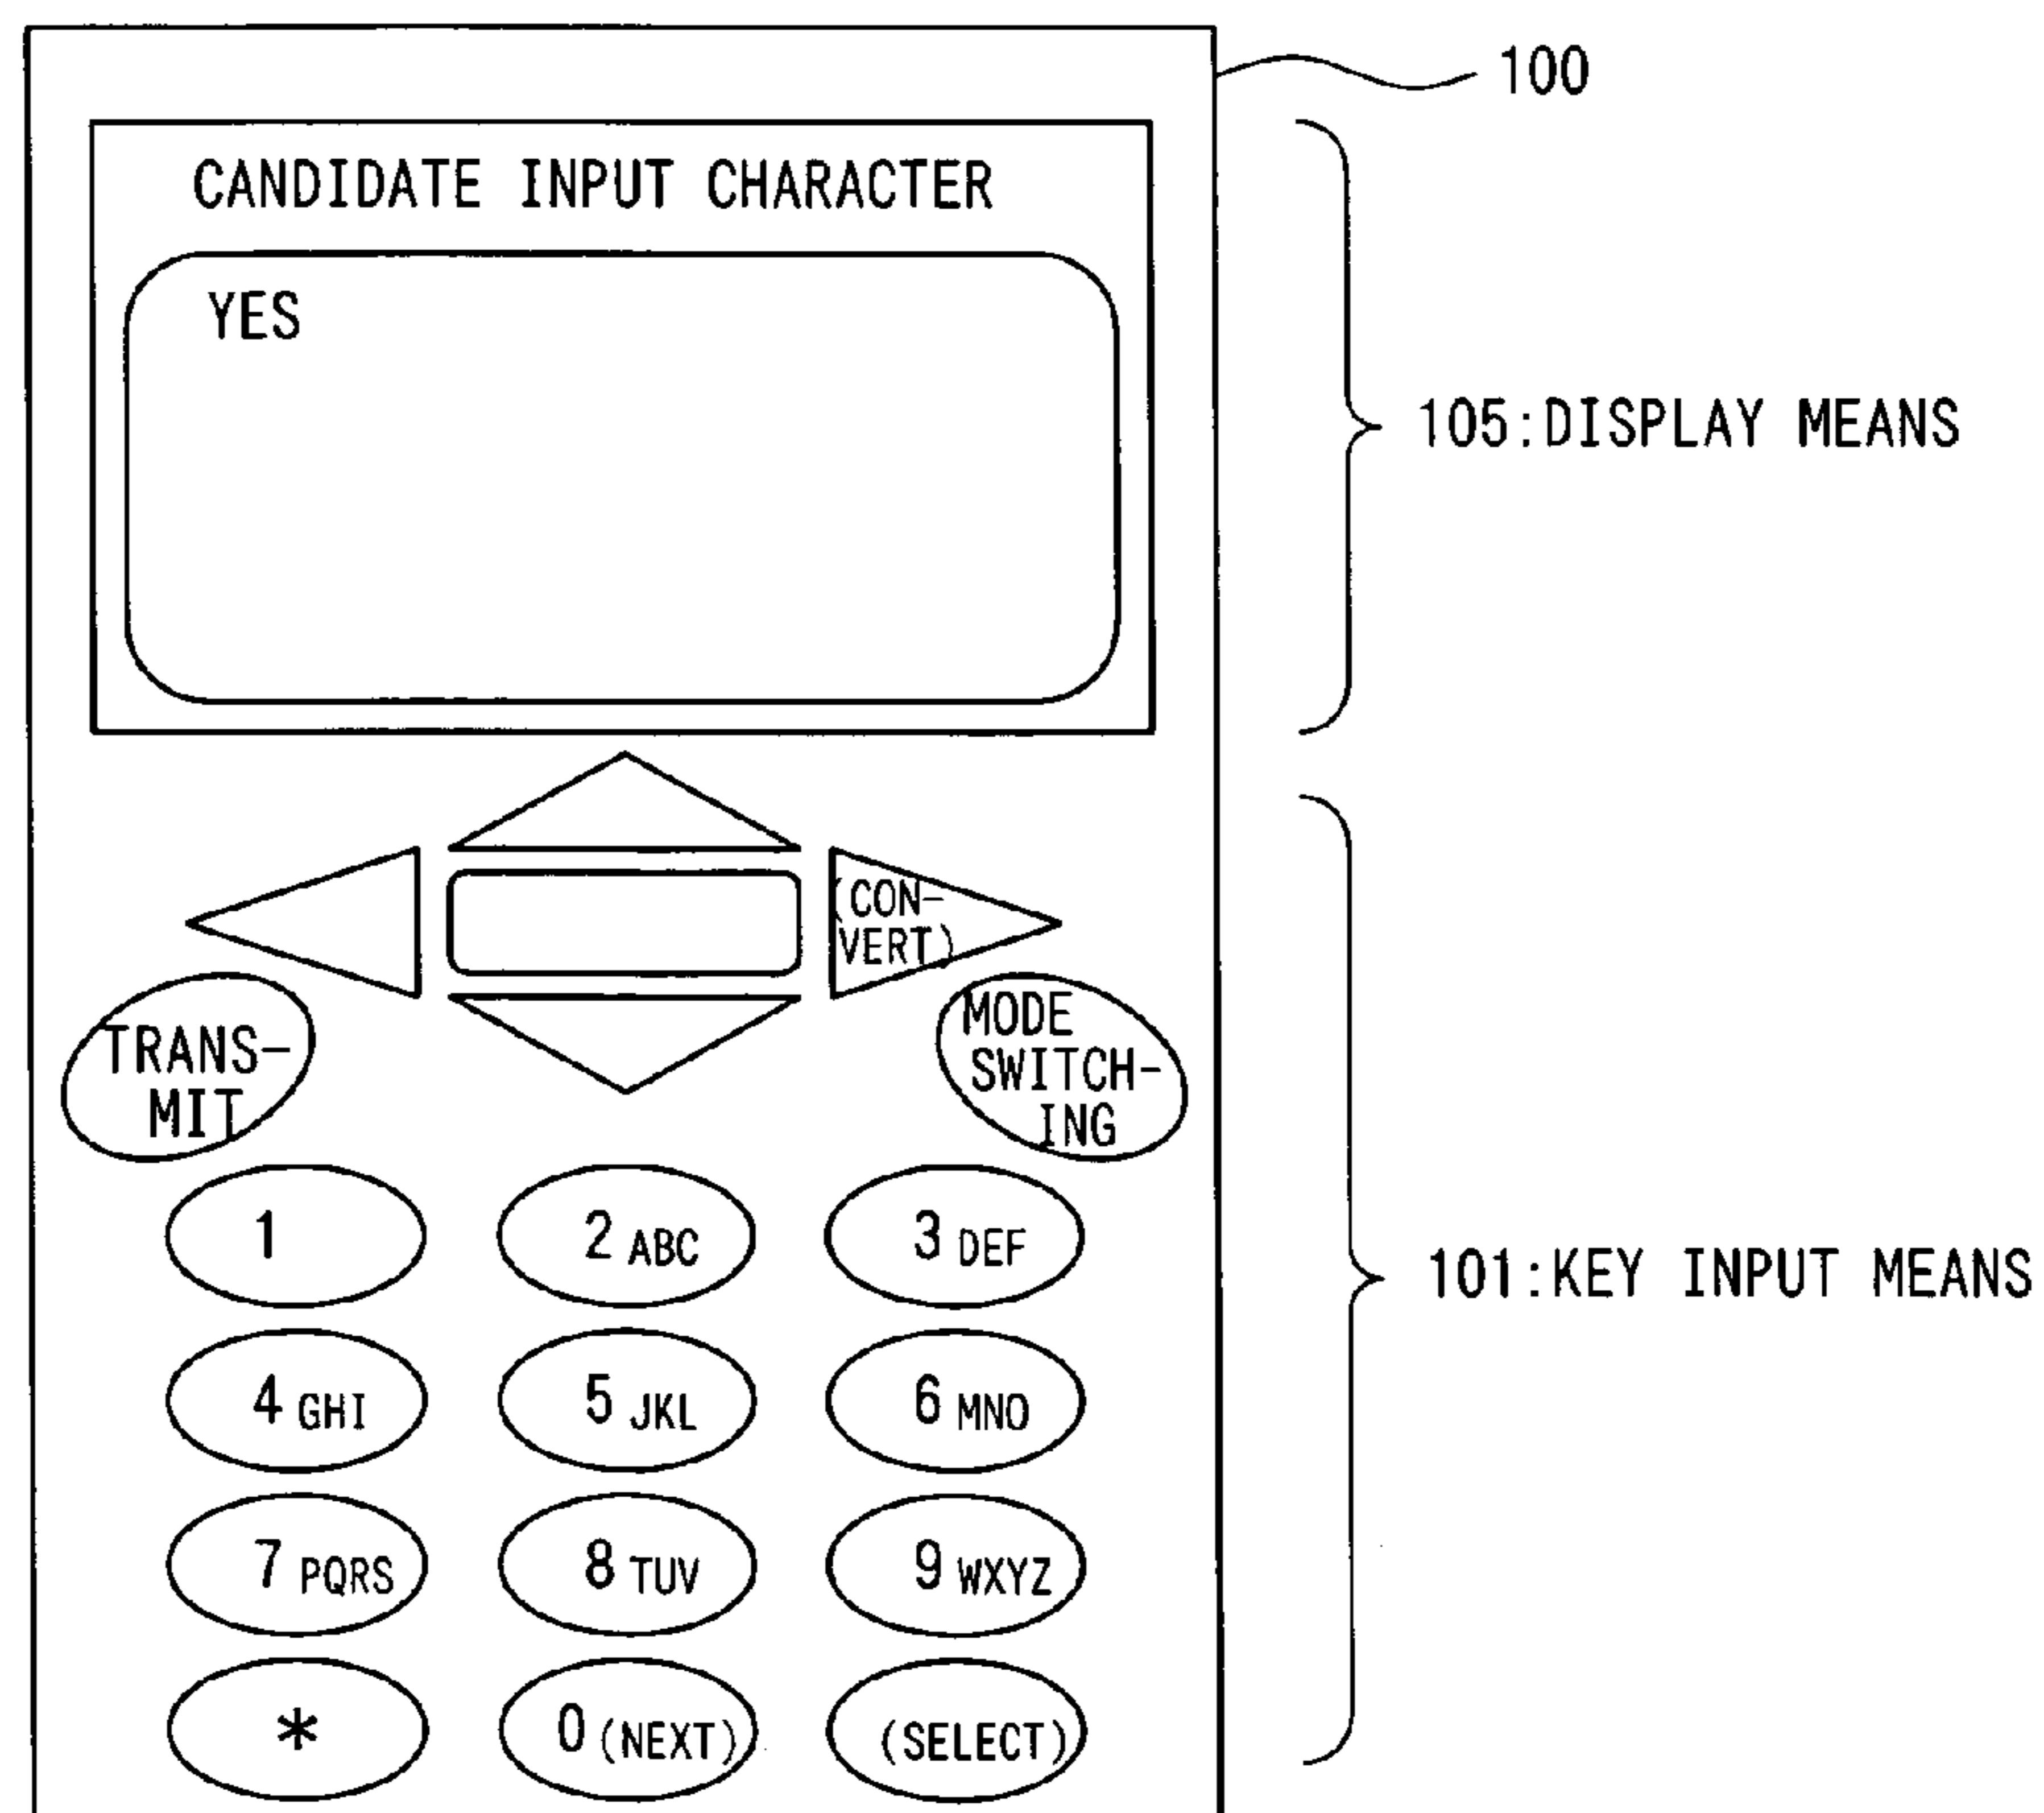 100
CANDIDATE INPUT CHARACTER
YES
105:DISPLAY MEANS
(CON-
VERT)
TRANS-
MIT
MODE
SWITCH-
ING
1
2 ABC
3 DEF
101:KEY INPUT MEANS
4 GHI
5 JKL
6 MNO
7 PQRS
8 TUV
9 WXYZ
*
0 (NEXT)
(SELECT)